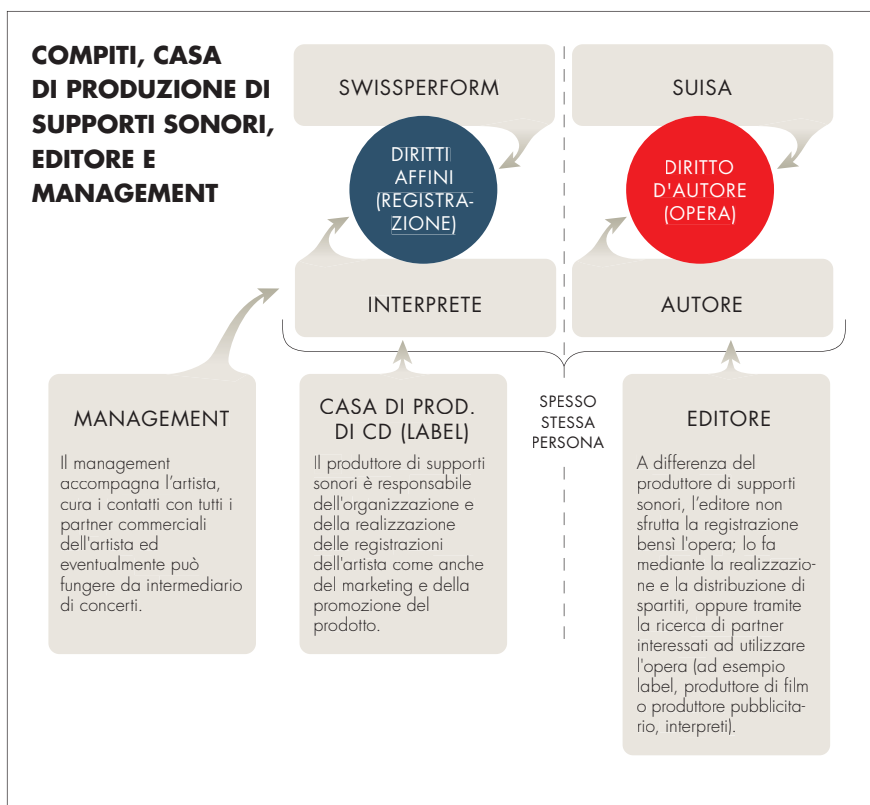 COMPITI, CASA
DI PRODUZIONE DI
SUPPORTI SONORI,
EDITORE E
MANAGEMENT
SWISSPERFORM
SUISA
DIRITTI
AFFINI
(REGISTRA-
ZIONE)
DIRITTO
D'AUTORE
(OPERA)
INTERPRETE
AUTORE
MANAGEMENT
Il management
accompagna l'artista,
cura i contatti con tutti i
partner commerciali
dell'artista ed
eventualmente può
fungere da intermediario
di concerti.
CASA DI PROD.
DI CD (LABEL)
Il produttore di supporti
sonori è responsabile
dell'organizzazione e
della realizzazione
delle registrazioni
dell'artista come anche
del marketing e della
promozione del
prodotto.
SPESSO
STESSA
PERSONA
EDITORE
A differenza del
produttore di supporti
sonori, l'editore non
sfrutta la registrazione
bensì l'opera; lo fa
mediante la realizzazio-
ne e la distribuzione di
spartiti, oppure tramite
la ricerca di partner
interessati ad utilizzare
l'opera (ad esempio
label, produttore di film
o produttore pubblicita-
rio, interpreti).